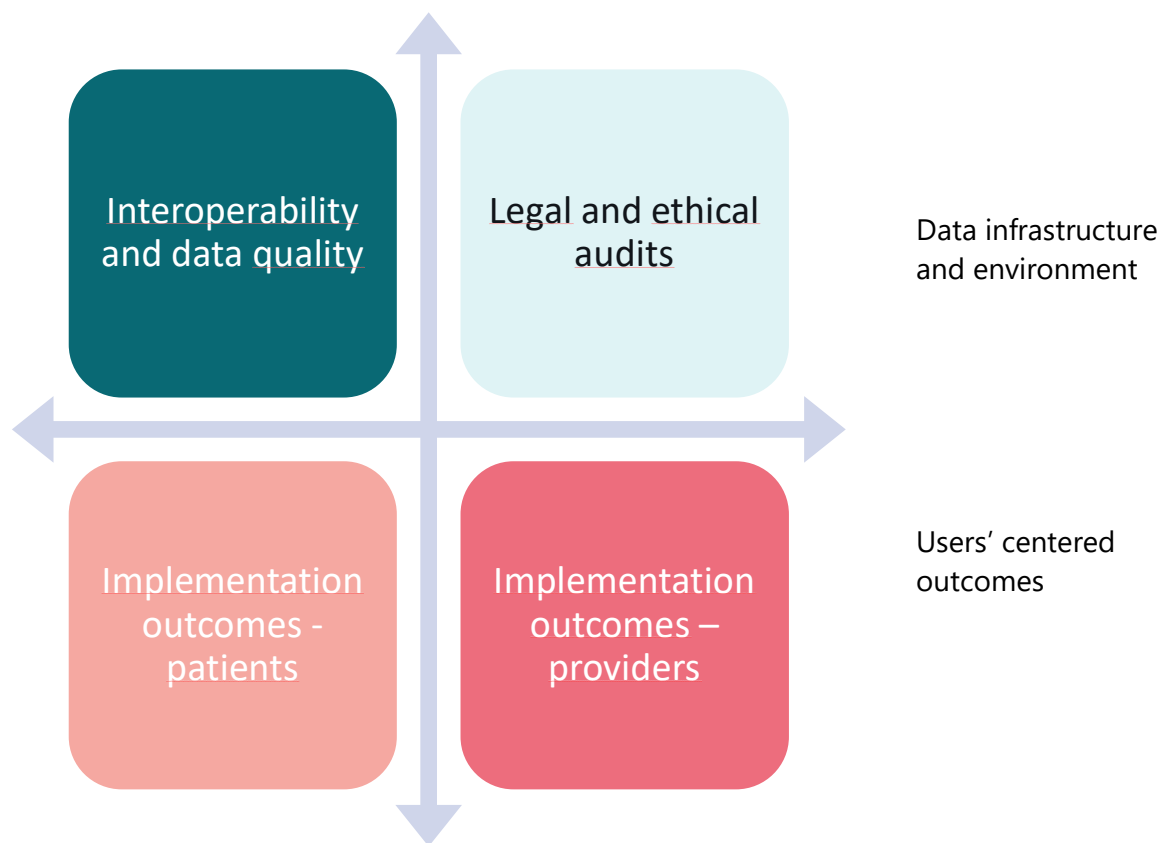 Interoperability
and data quality
Legal and ethical
audits
Data infrastructure
and environment
Implementation
outcomes -
patients
Implementation
outcomes –
providers
Users’ centered
outcomes